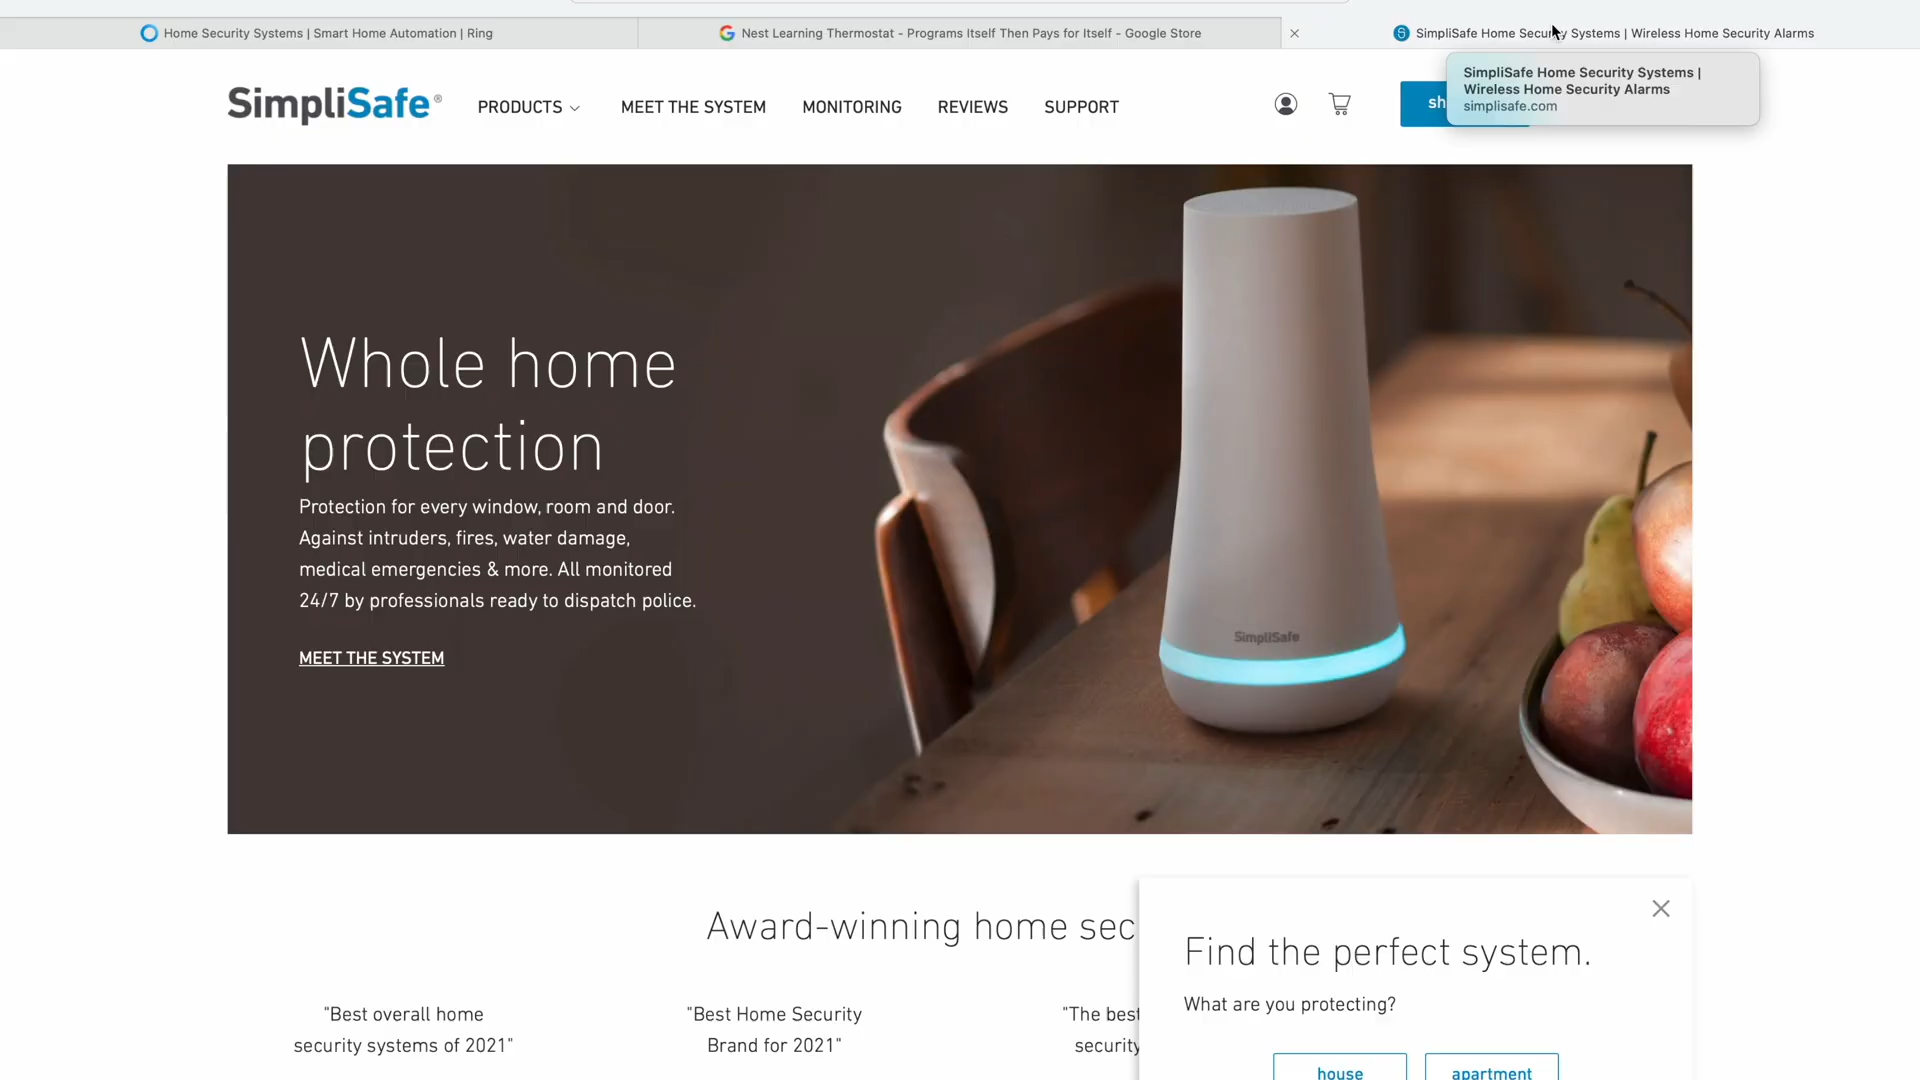 Home Security Systems | Smart Home Automation | Ring
Nest Learning Thermostat - Programs Itself Then Pays for Itself - Google Store
SimpliSafe Home Security Systems | Wireless Home Security Alarms
SimpliSafe Home Security Systems |
Wireless Home Security Alarms
simplisafe.com
SimpliSafe®
PRODUCTS
MEET THE SYSTEM
MONITORING
REVIEWS
SUPPORT
sh
Whole home
protection
Protection for every window, room and door.
Against intruders, fires, water damage,
medical emergencies & more. All monitored
24/7 by professionals ready to dispatch police.
MEET THE SYSTEM
SimpliSafe
Award-winning home sec
"Best overall home
security systems of 2021"
"Best Home Security
Brand for 2021"
"The best
security
Find the perfect system.
What are you protecting?
house
apartment